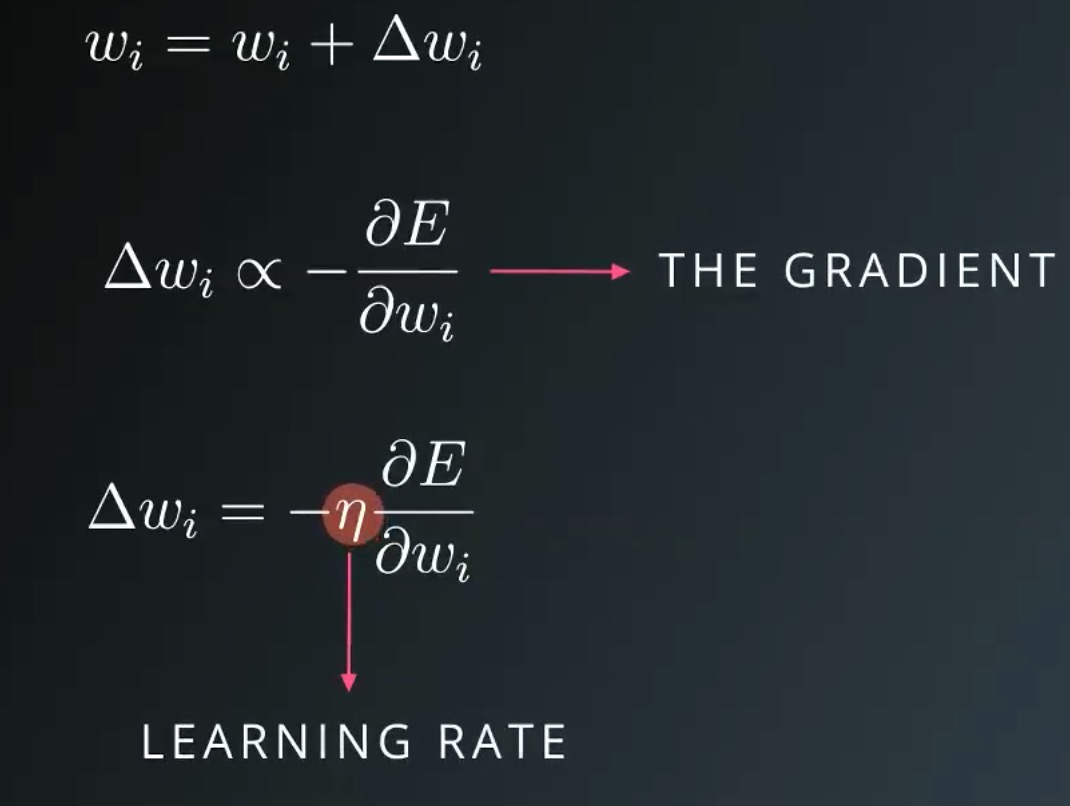 w_i = w_i + Δw_i
Δw_i ∝ −∂E/∂w_i THE GRADIENT
Δw_i = −η ∂E/∂w_i
LEARNING RATE